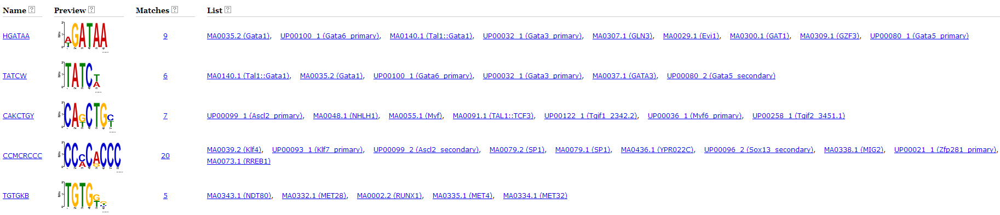 Name ? Preview ? Matches ? List ?
HGATAA 9 MA0035.2 (Gata1), UP00100_1 (Gata6_primary), MA0140.1 (Tal1::Gata1), UP00032_1 (Gata3_primary), MA0307.1 (GLN3), MA0029.1 (Evi1), MA0300.1 (GAT1), MA0309.1 (GZF3), UP00080_1 (Gata5_primary)
TATCW 6 MA0140.1 (Tal1::Gata1), MA0035.2 (Gata1), UP00100_1 (Gata6_primary), UP00032_1 (Gata3_primary), MA0037.1 (GATA3), UP00080_2 (Gata5_secondary)
CAKCTGY 7 UP00099_1 (Ascl2_primary), MA0048.1 (NHLH1), MA0055.1 (Myf), MA0091.1 (TAL1::TCF3), UP00122_1 (Tgif1_2342.2), UP00036_1 (Myf6_primary), UP00258_1 (Tgif2_3451.1)
CCMCRCCC 20 MA0039.2 (Klf4), UP00093_1 (Klf7_primary), UP00099_2 (Ascl2_secondary), MA0079.2 (SP1), MA0079.1 (SP1), MA0436.1 (YPR022C), UP00096_2 (Sox13_secondary), MA0338.1 (MIG2), UP00021_1 (Zfp281_primary),
MA0073.1 (RREB1)
TGTGKB 5 MA0343.1 (NDT80), MA0332.1 (MET28), MA0002.2 (RUNX1), MA0335.1 (MET4), MA0334.1 (MET32)